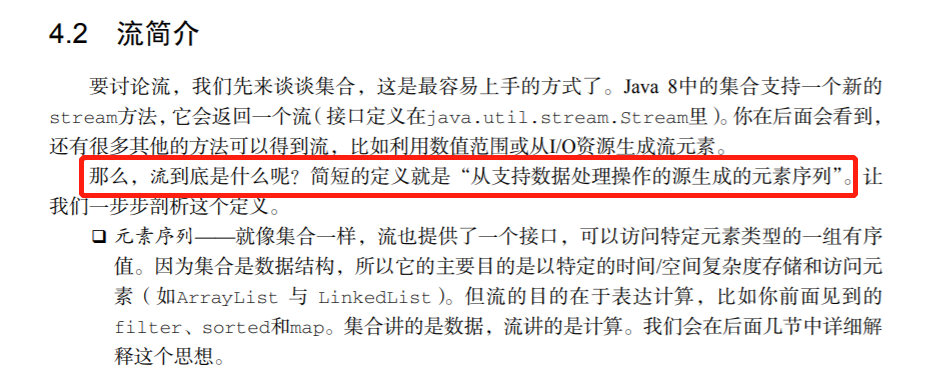 4.2 流简介
要讨论流，我们先来谈谈集合，这是最容易上手的方式了。Java 8中的集合支持一个新的
stream方法，它会返回一个流（接口定义在java.util.stream.Stream里）。你在后面会看到，
还有很多其他的方法可以得到流，比如利用数值范围或从I/O资源生成流元素。
那么，流到底是什么呢？简短的定义就是“从支持数据处理操作的源生成的元素序列”。让
我们一步步剖析这个定义。
❑ 元素序列——就像集合一样，流也提供了一个接口，可以访问特定元素类型的一组有序
值。因为集合是数据结构，所以它的主要目的是以特定的时间/空间复杂度存储和访问元
素（如ArrayList 与 LinkedList）。但流的目的在于表达计算，比如你前面见到的
filter、sorted和map。集合讲的是数据，流讲的是计算。我们会在后面几节中详细解
释这个思想。